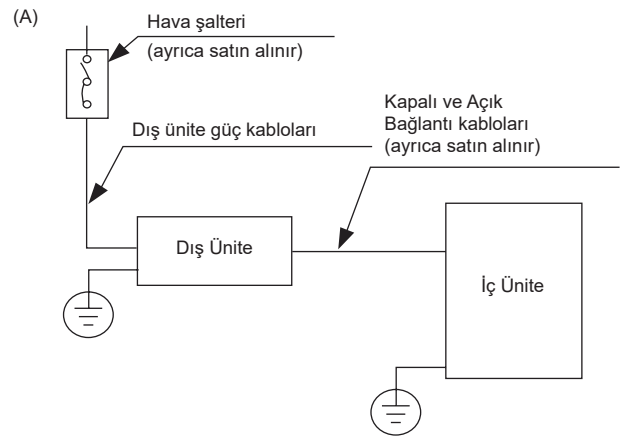 (A)
Hava şalteri
(ayrıca satın alınır)
Dış ünite güç kabloları
Kapalı ve Açık
Bağlantı kabloları
(ayrıca satın alınır)
Dış Ünite
İç Ünite